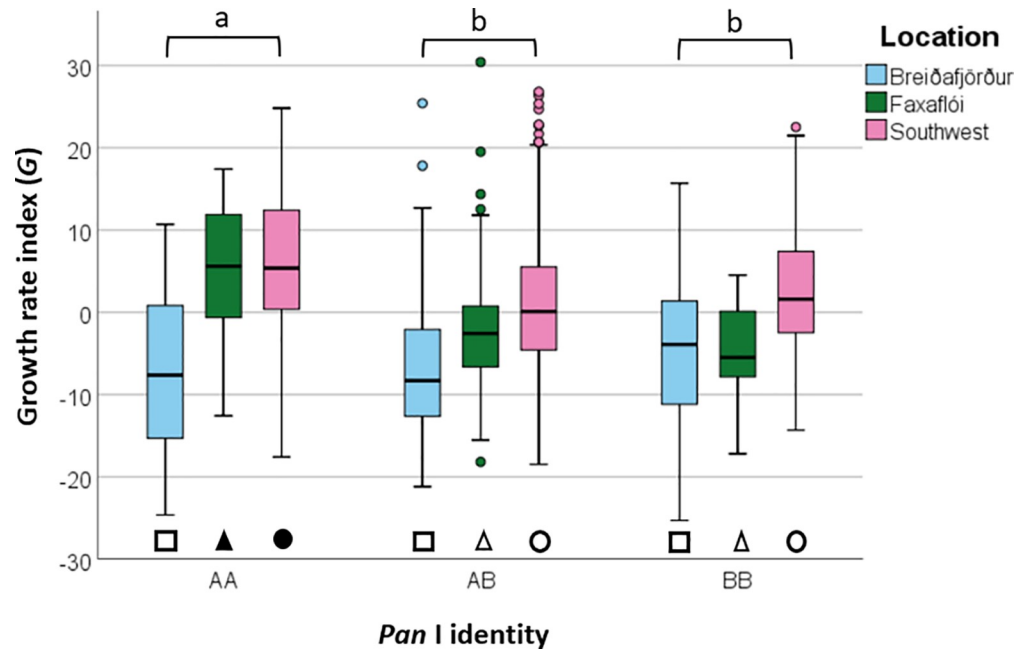 a
b
b
Location
Breiðafjörður
Faxaflói
Southwest
Growth rate index (G)
30
20
10
0
-10
-20
-30
AA
AB
BB
Pan I identity